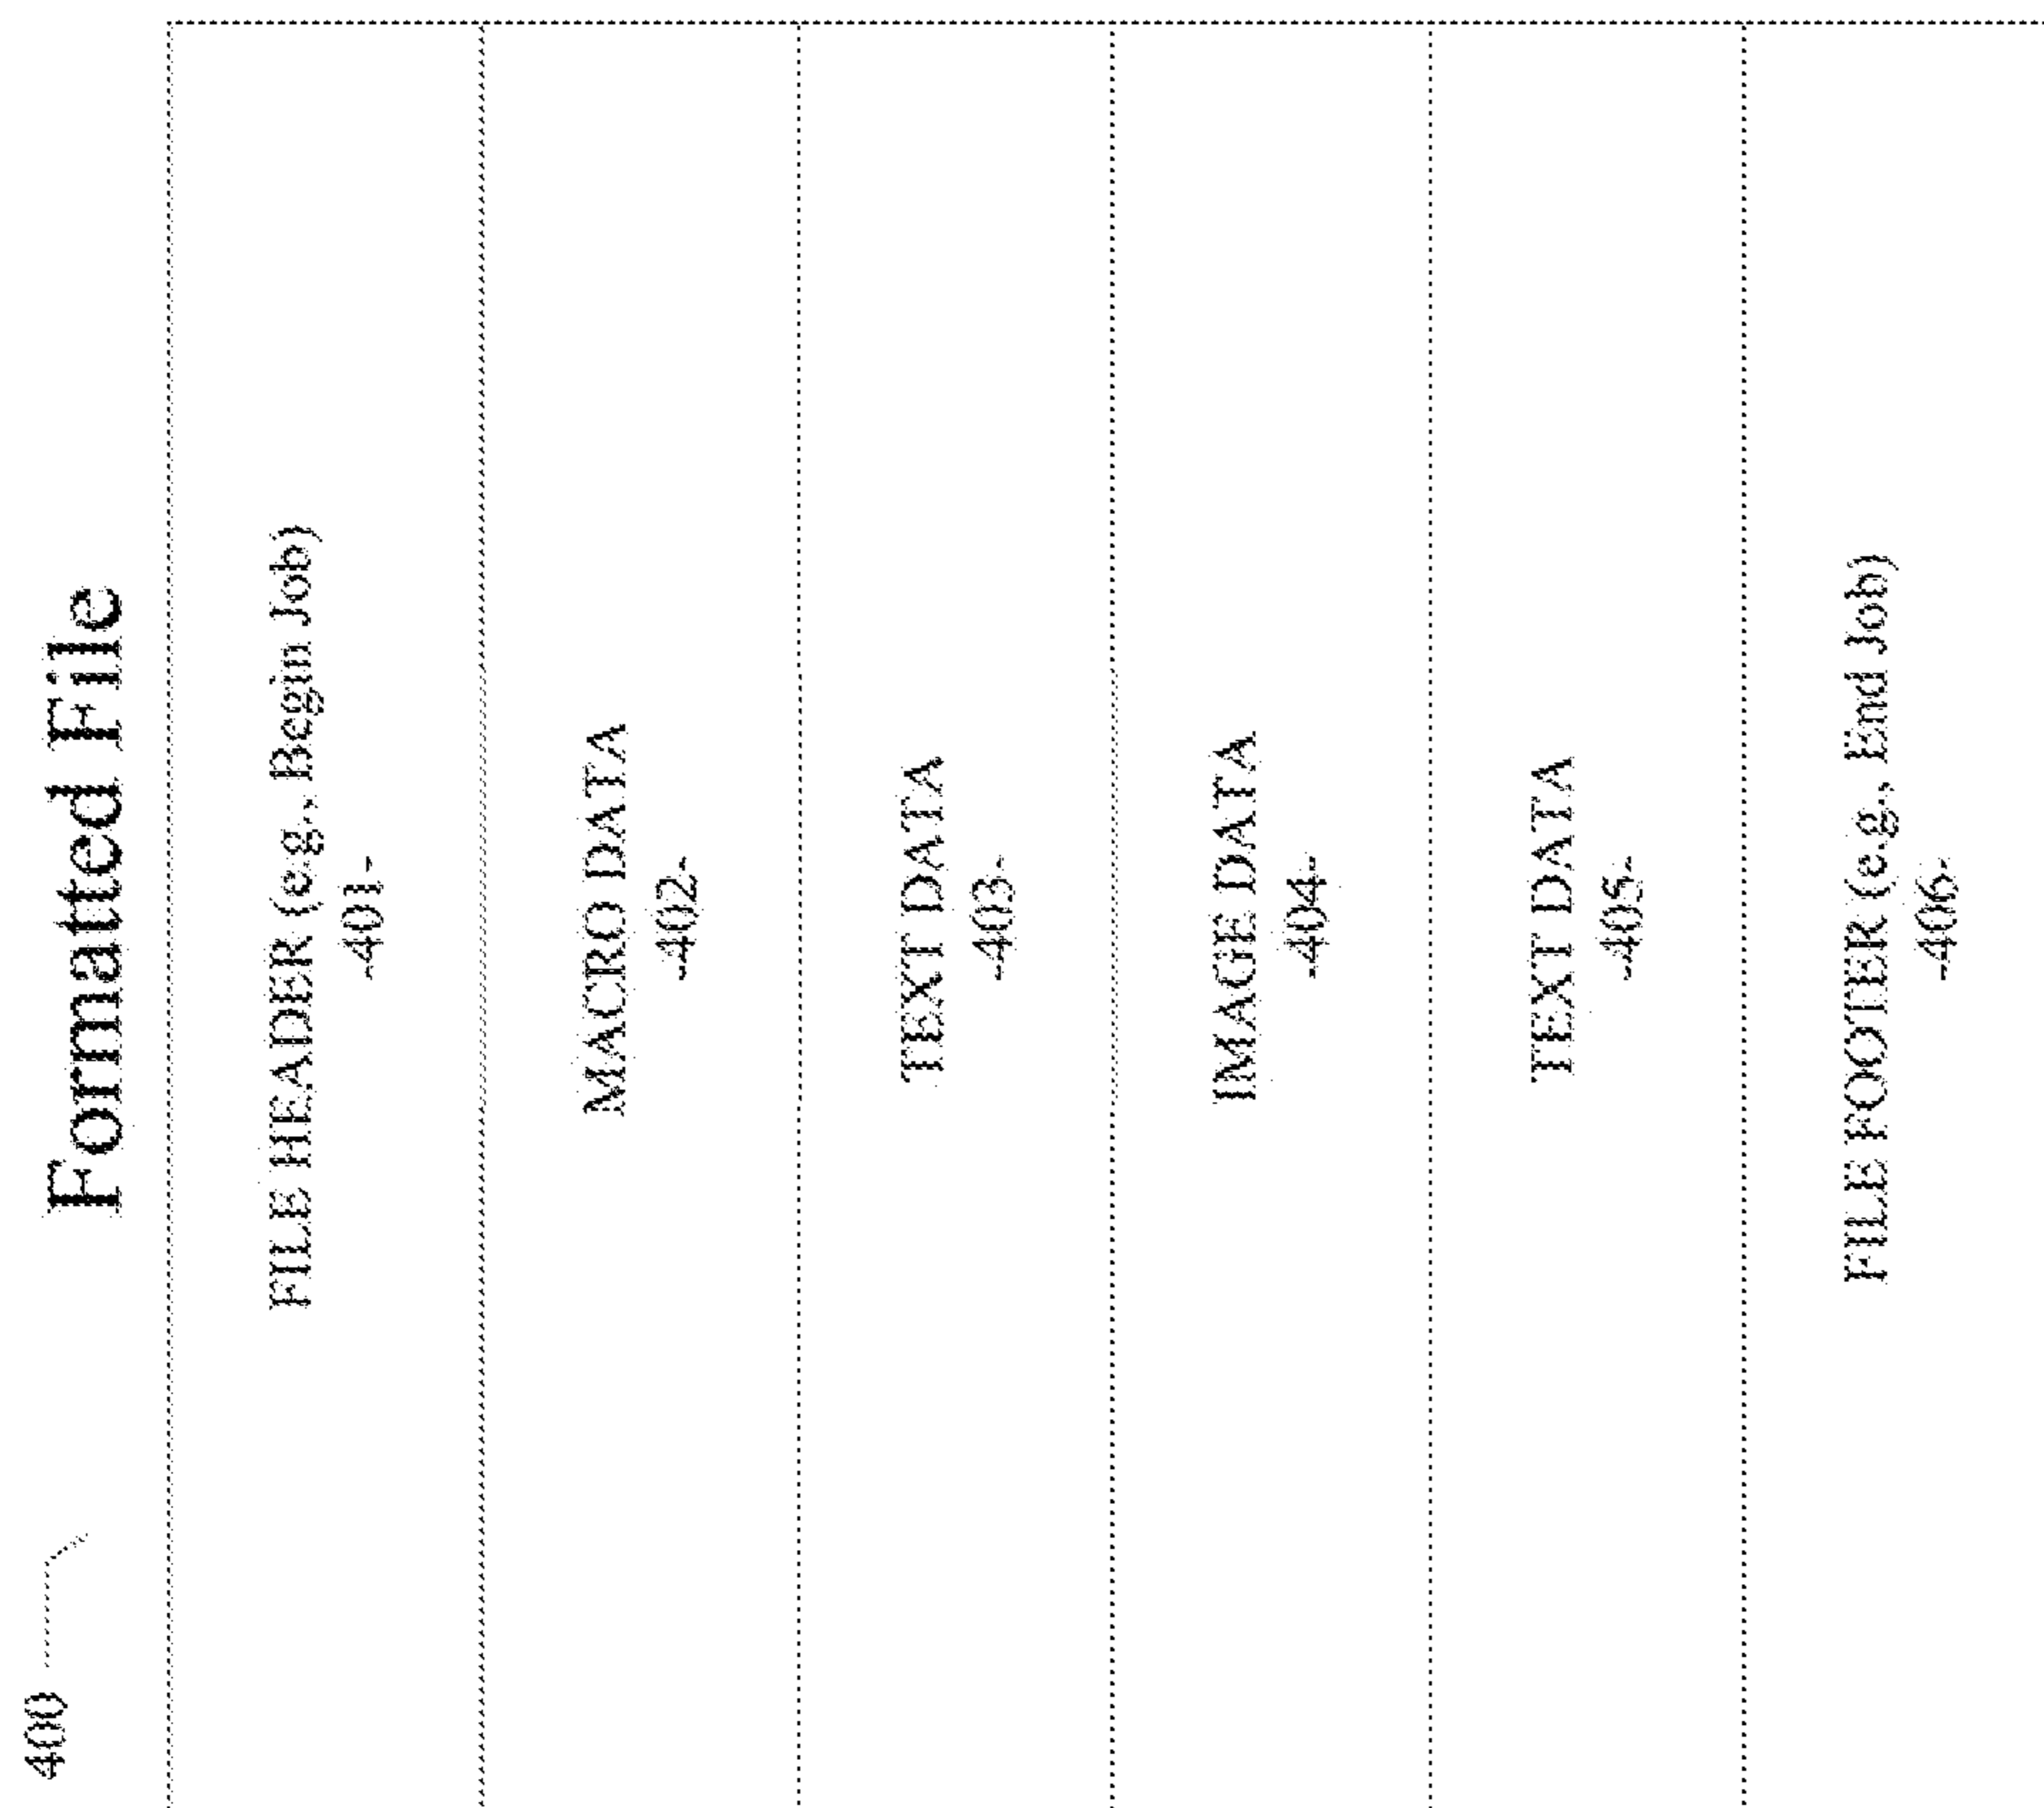 400
Formatted File
FILE HEADER (e.g., Begin Job)
-401-
MACRO DATA
-402-
TEXT DATA
-403-
IMAGE DATA
-404-
TEXT DATA
-405-
FILE FOOTER (e.g., End Job)
-406-